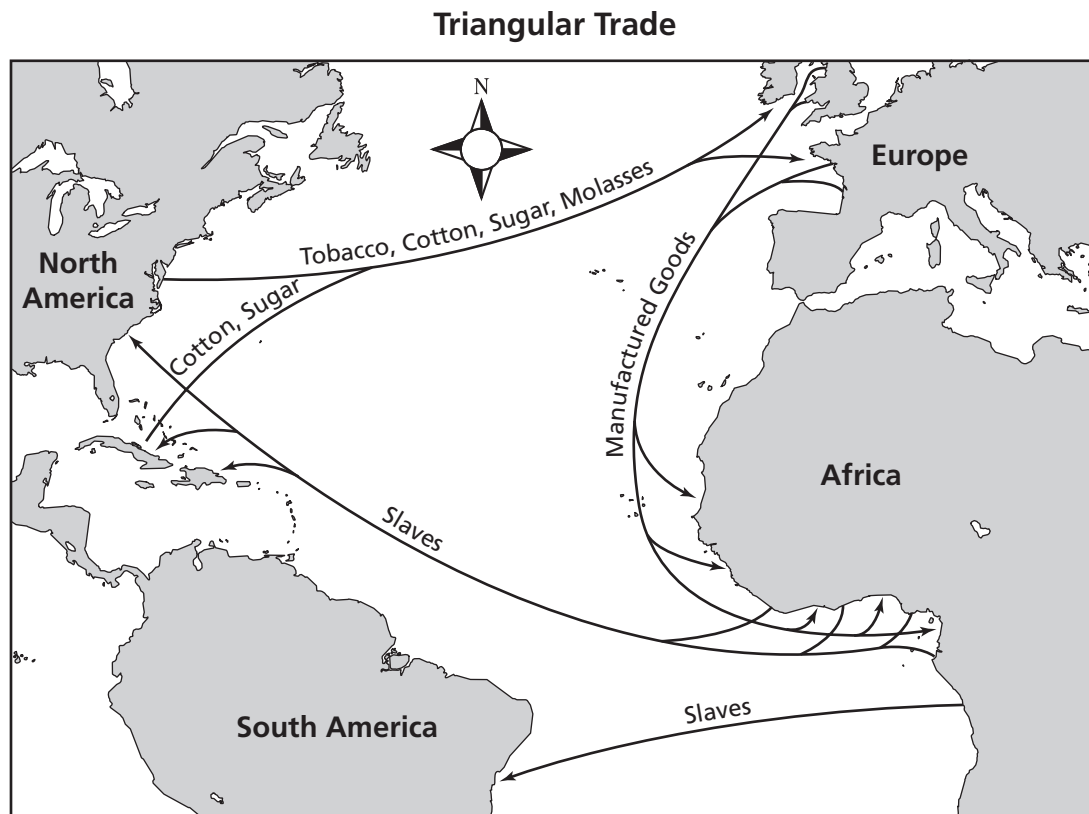 Triangular Trade
N
Europe
Tobacco, Cotton, Sugar, Molasses
North
America
Cotton, Sugar
Manufactured Goods
Africa
Slaves
South America
Slaves